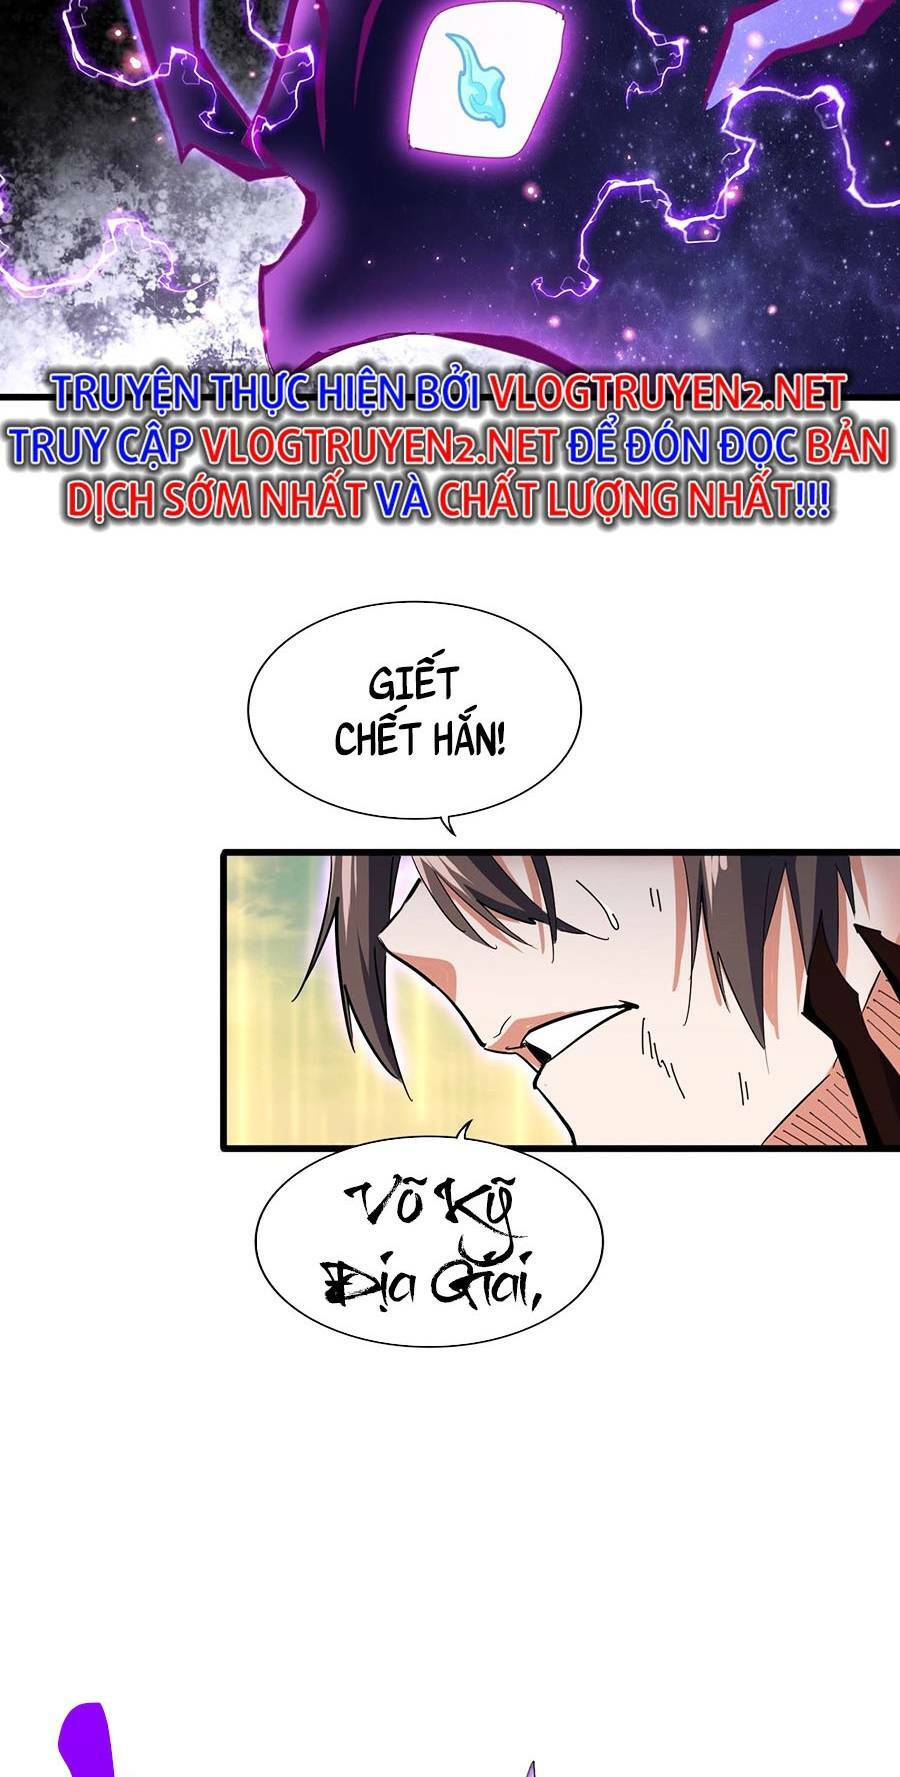 TRUYỆN THỰC HIỆN BỞI VLOGTRUYEN2.NET
TRUY CẬP VLOGTRUYEN2.NET ĐỂ ĐÓN ĐỌC BẢN
DỊCH SỚM NHẤT VÀ CHẤT LƯỢNG NHẤT!!!
GIẾT
CHẾT HẮN!
Võ Kỹ
Địa Giai,